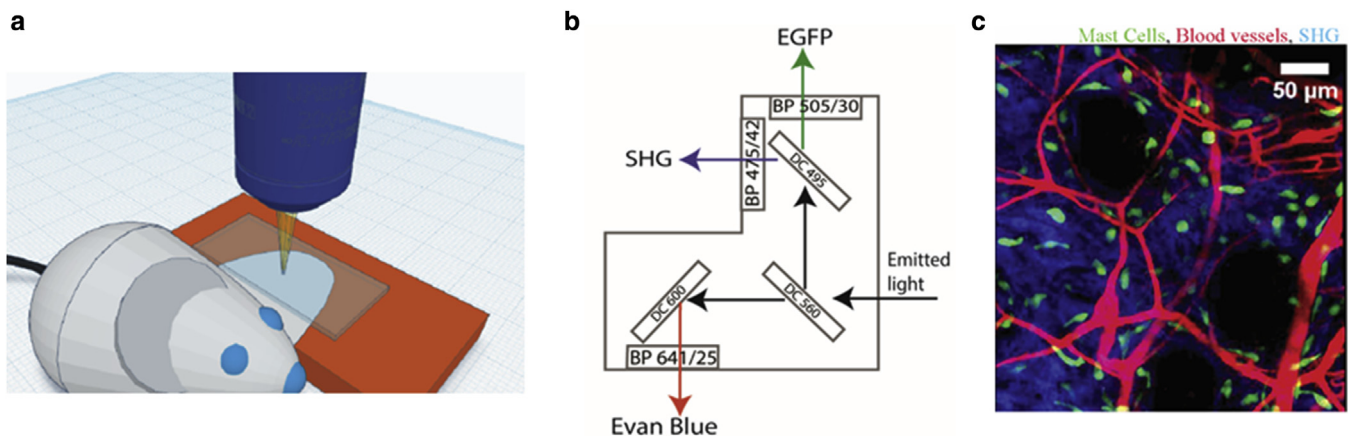 a
b
c
EGFP
BP 505/30
BP 475/42
SHG
DC 495
Emitted
light
DC 600
DC 560
BP 641/25
Evan Blue
Mast Cells, Blood vessels, SHG
50 µm